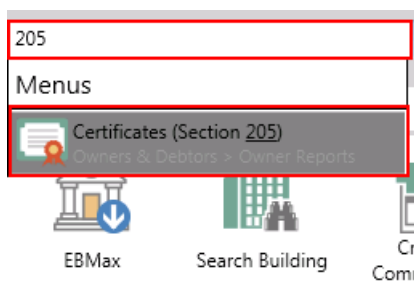 205
Menus
Certificates (Section 205)
Owners & Debtors > Owner Reports
EBMax
Search Building